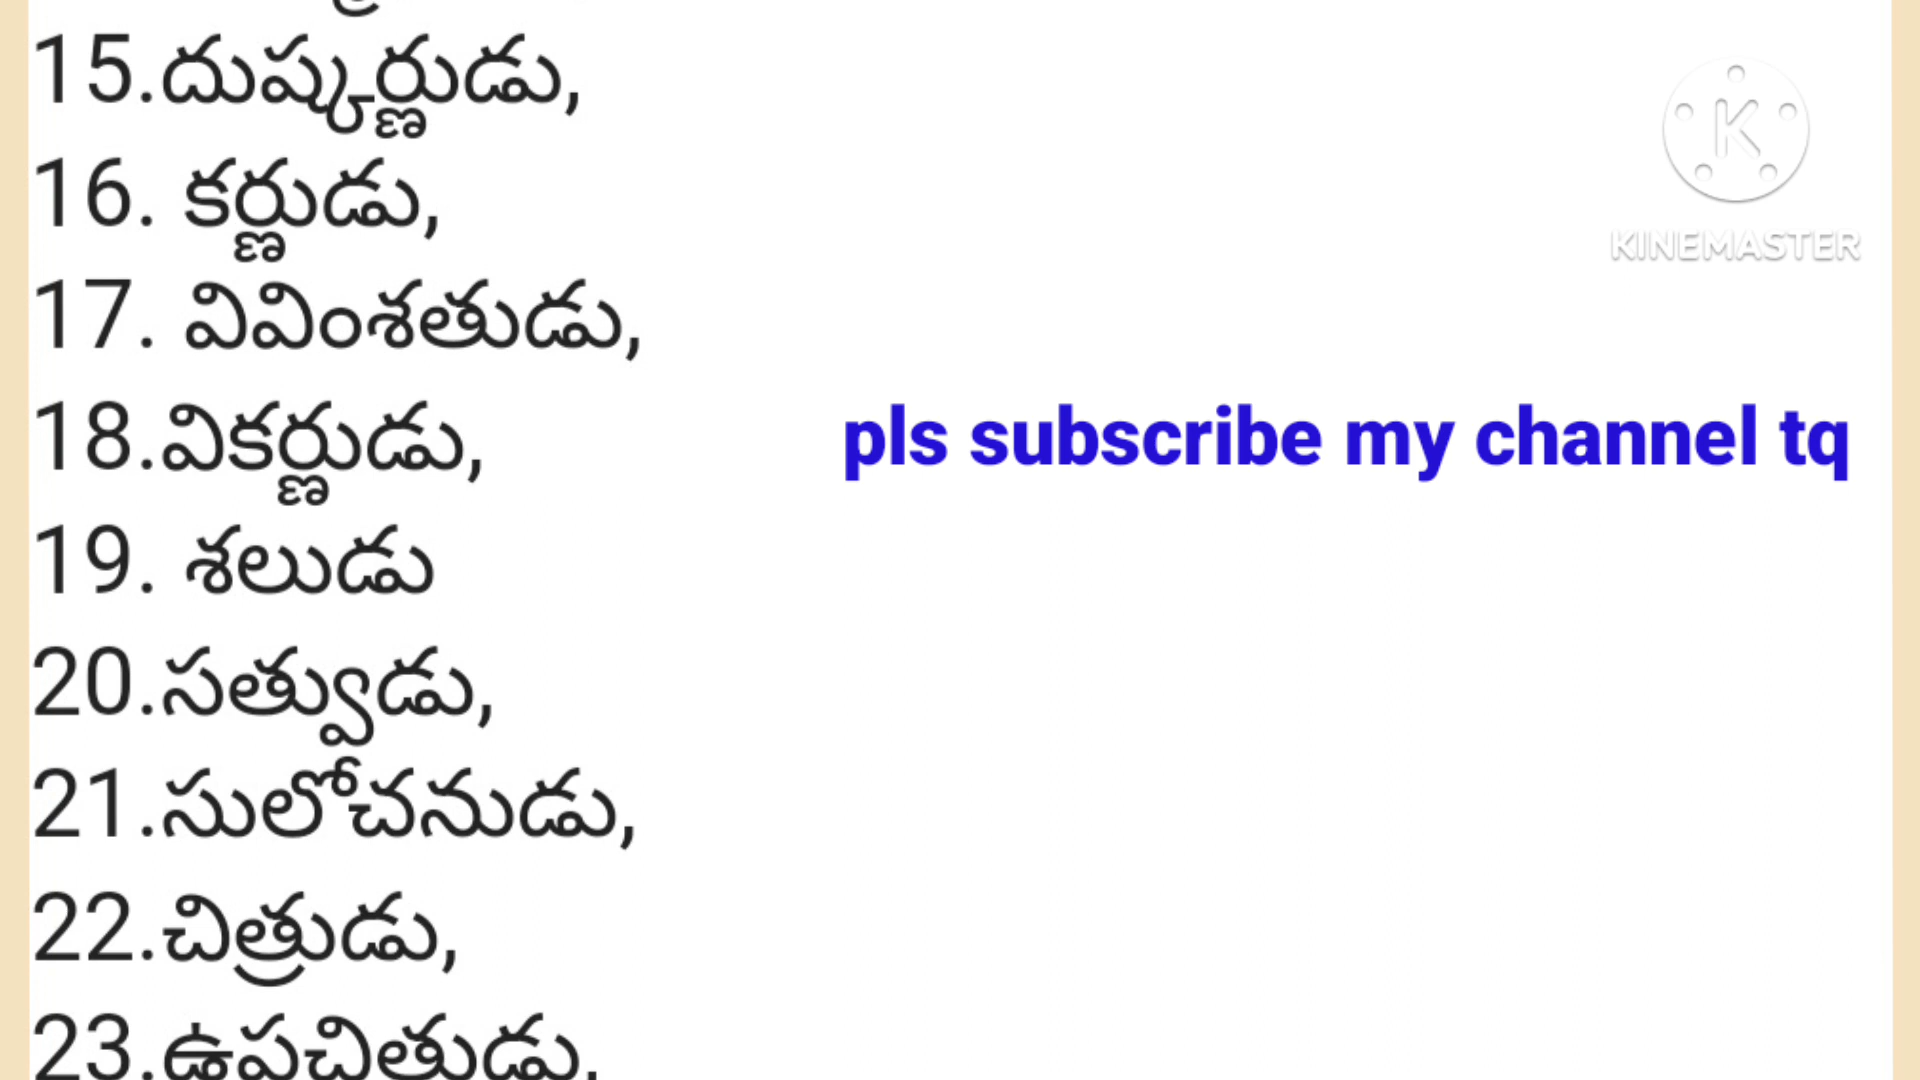 15.దుష్కర్ణుడు,
16. కర్ణుడు,
17. వివింశతుడు,
18.వికర్ణుడు,
pls subscribe my channel tq
19. శలుడు
20.సత్వుడు,
21.సులోచనుడు,
22.చిత్రుడు,
23.ఉపచితుడు,
KINEMASTER